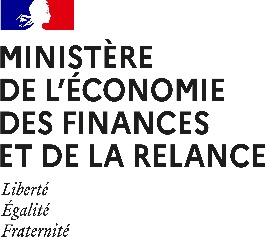 MINISTÈRE
DE L'ÉCONOMIE
DES FINANCES
ET DE LA RELANCE
Liberté
Égalité
Fraternité